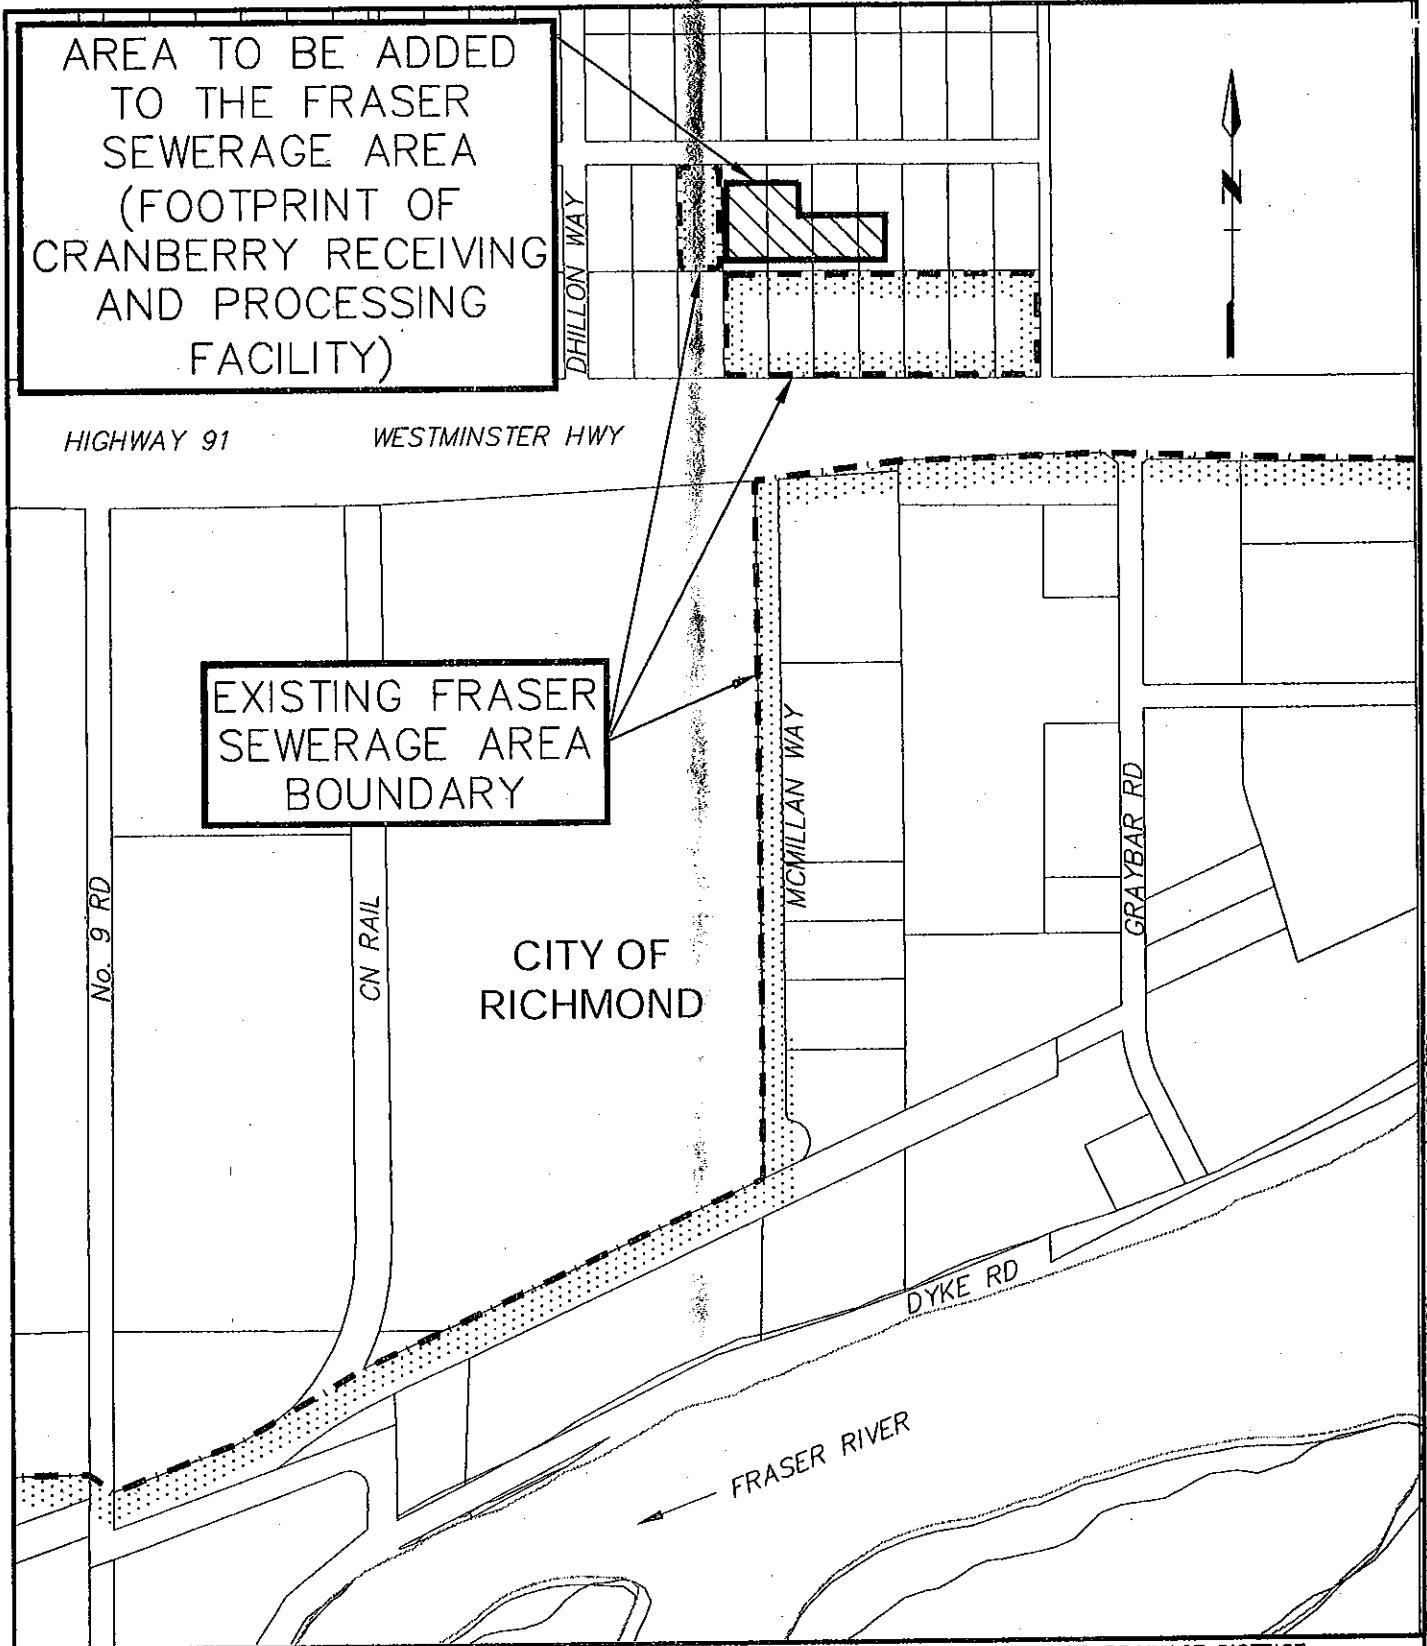 AREA TO BE ADDED
TO THE FRASER
SEWERAGE AREA
(FOOTPRINT OF
CRANBERRY RECEIVING
AND PROCESSING
FACILITY)
DHILLON WAY
N
HIGHWAY 91
WESTMINSTER HWY
EXISTING FRASER
SEWERAGE AREA
BOUNDARY
MCMILLAN WAY
GRAYBAR RD
No. 9 RD
CN RAIL
CITY OF
RICHMOND
DYKE RD
FRASER RIVER